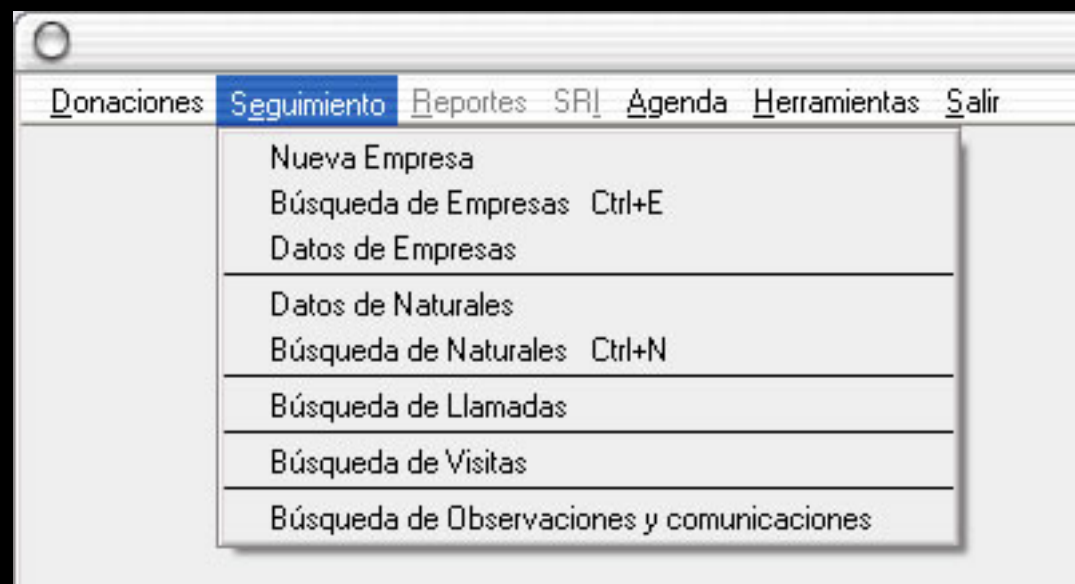 Donaciones Seguimiento Reportes SRI Agenda Herramientas Salir
Nueva Empresa
Búsqueda de Empresas Ctrl+E
Datos de Empresas
Datos de Naturales
Búsqueda de Naturales Ctrl+N
Búsqueda de Llamadas
Búsqueda de Visitas
Búsqueda de Observaciones y comunicaciones